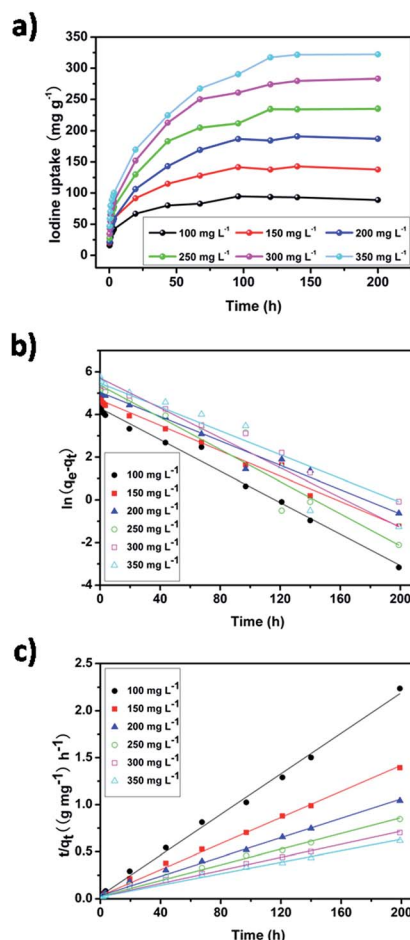 a)
350
300
250
200
150
100
50
0
Iodine uptake (mg g⁻¹)
100 mg L⁻¹ 150 mg L⁻¹ 200 mg L⁻¹
250 mg L⁻¹ 300 mg L⁻¹ 350 mg L⁻¹
0 50 100 150 200
Time (h)
b)
8
4
0
-4
ln (qₑ-qₜ)
100 mg L⁻¹
150 mg L⁻¹
200 mg L⁻¹
250 mg L⁻¹
300 mg L⁻¹
350 mg L⁻¹
0 40 80 120 160 200
Time (h)
c)
2.5
2.0
1.5
1.0
0.5
0.0
t/qₜ ((g mg⁻¹) h⁻¹)
100 mg L⁻¹
150 mg L⁻¹
200 mg L⁻¹
250 mg L⁻¹
300 mg L⁻¹
350 mg L⁻¹
0 40 80 120 160 200
Time (h)